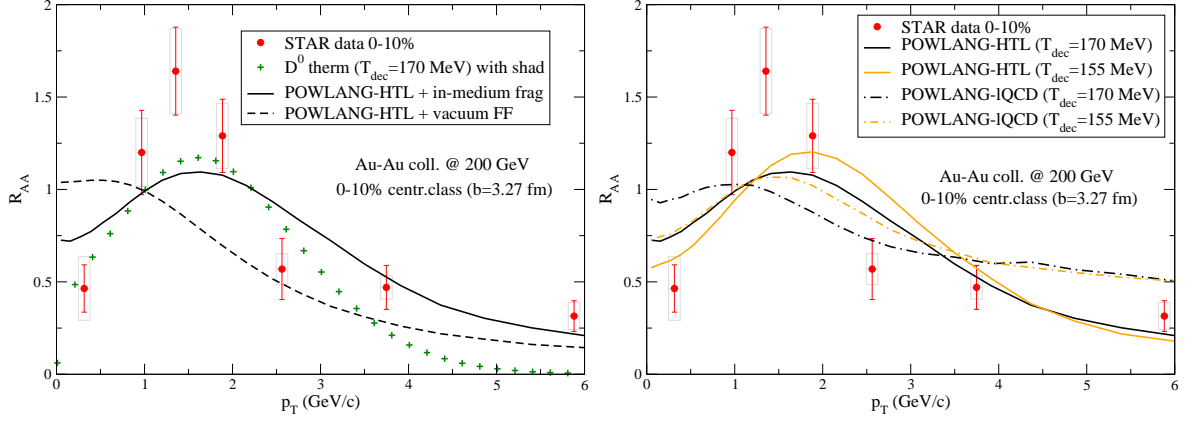 2
1.5
1
0.5
0
R_AA
STAR data 0-10%
D^0 therm (T_dec=170 MeV) with shad
POWLANG-HTL + in-medium frag
POWLANG-HTL + vacuum FF
Au-Au coll. @ 200 GeV
0-10% centr.class (b=3.27 fm)
0 1 2 3 4 5 6
p_T (GeV/c)
2
1.5
1
0.5
0
R_AA
STAR data 0-10%
POWLANG-HTL (T_dec=170 MeV)
POWLANG-HTL (T_dec=155 MeV)
POWLANG-lQCD (T_dec=170 MeV)
POWLANG-lQCD (T_dec=155 MeV)
Au-Au coll. @ 200 GeV
0-10% centr.class (b=3.27 fm)
0 1 2 3 4 5 6
p_T (GeV/c)